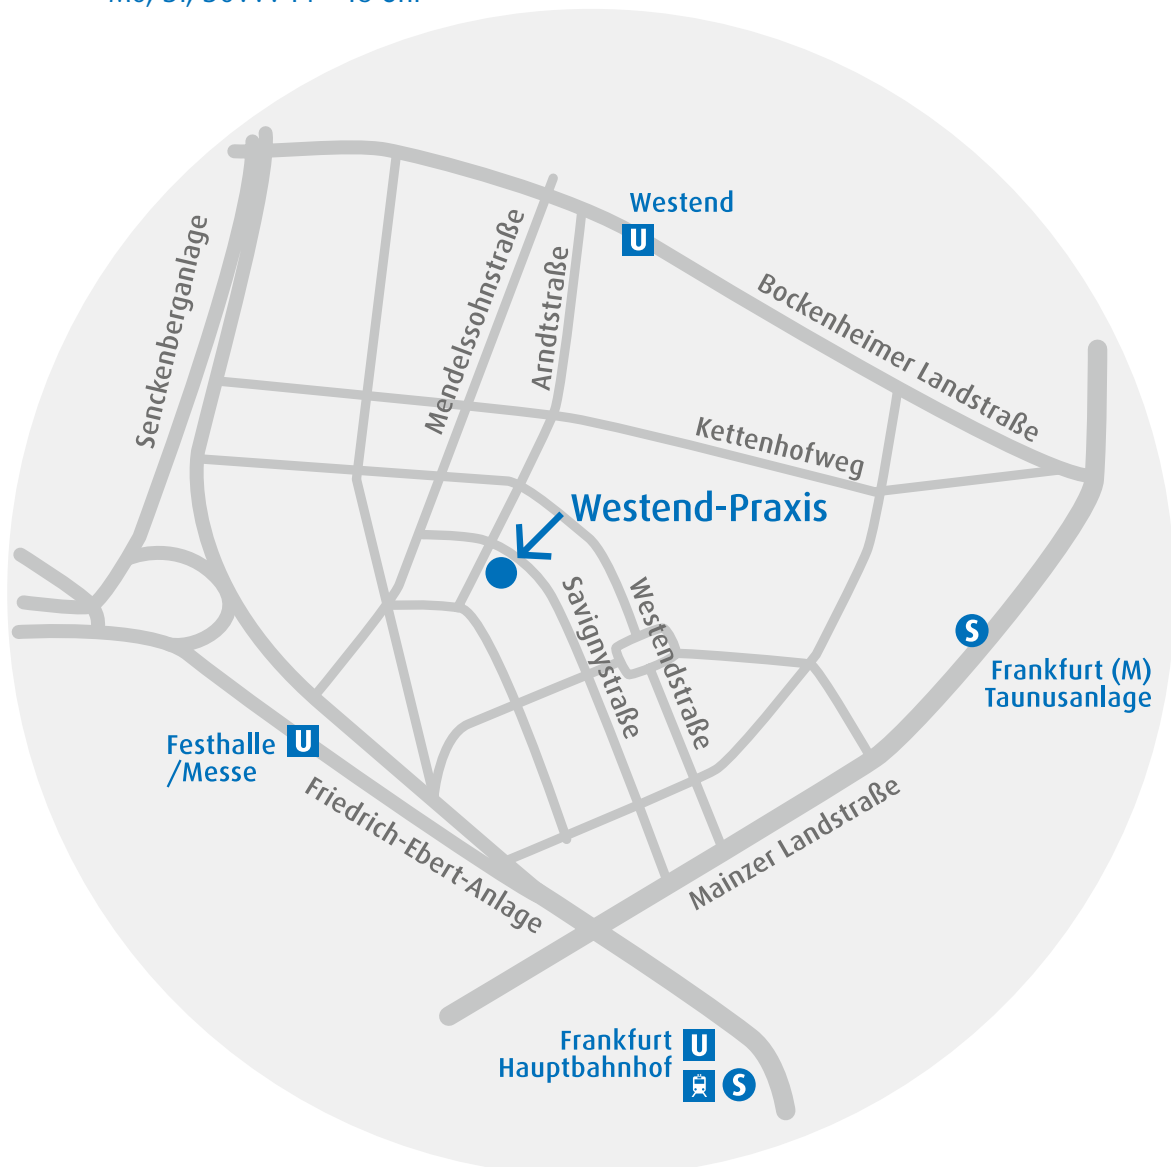 Westend
U
Senckenberganlage
Mendelssohnstraße
Arndtstraße
Bockenheimer Landstraße
Kettenhofweg
Westend-Praxis
Savignystraße
Westendstraße
S
Frankfurt (M)
Taunusanlage
Festhalle
/Messe
U
Friedrich-Ebert-Anlage
Mainzer Landstraße
Frankfurt
Hauptbahnhof
U
S